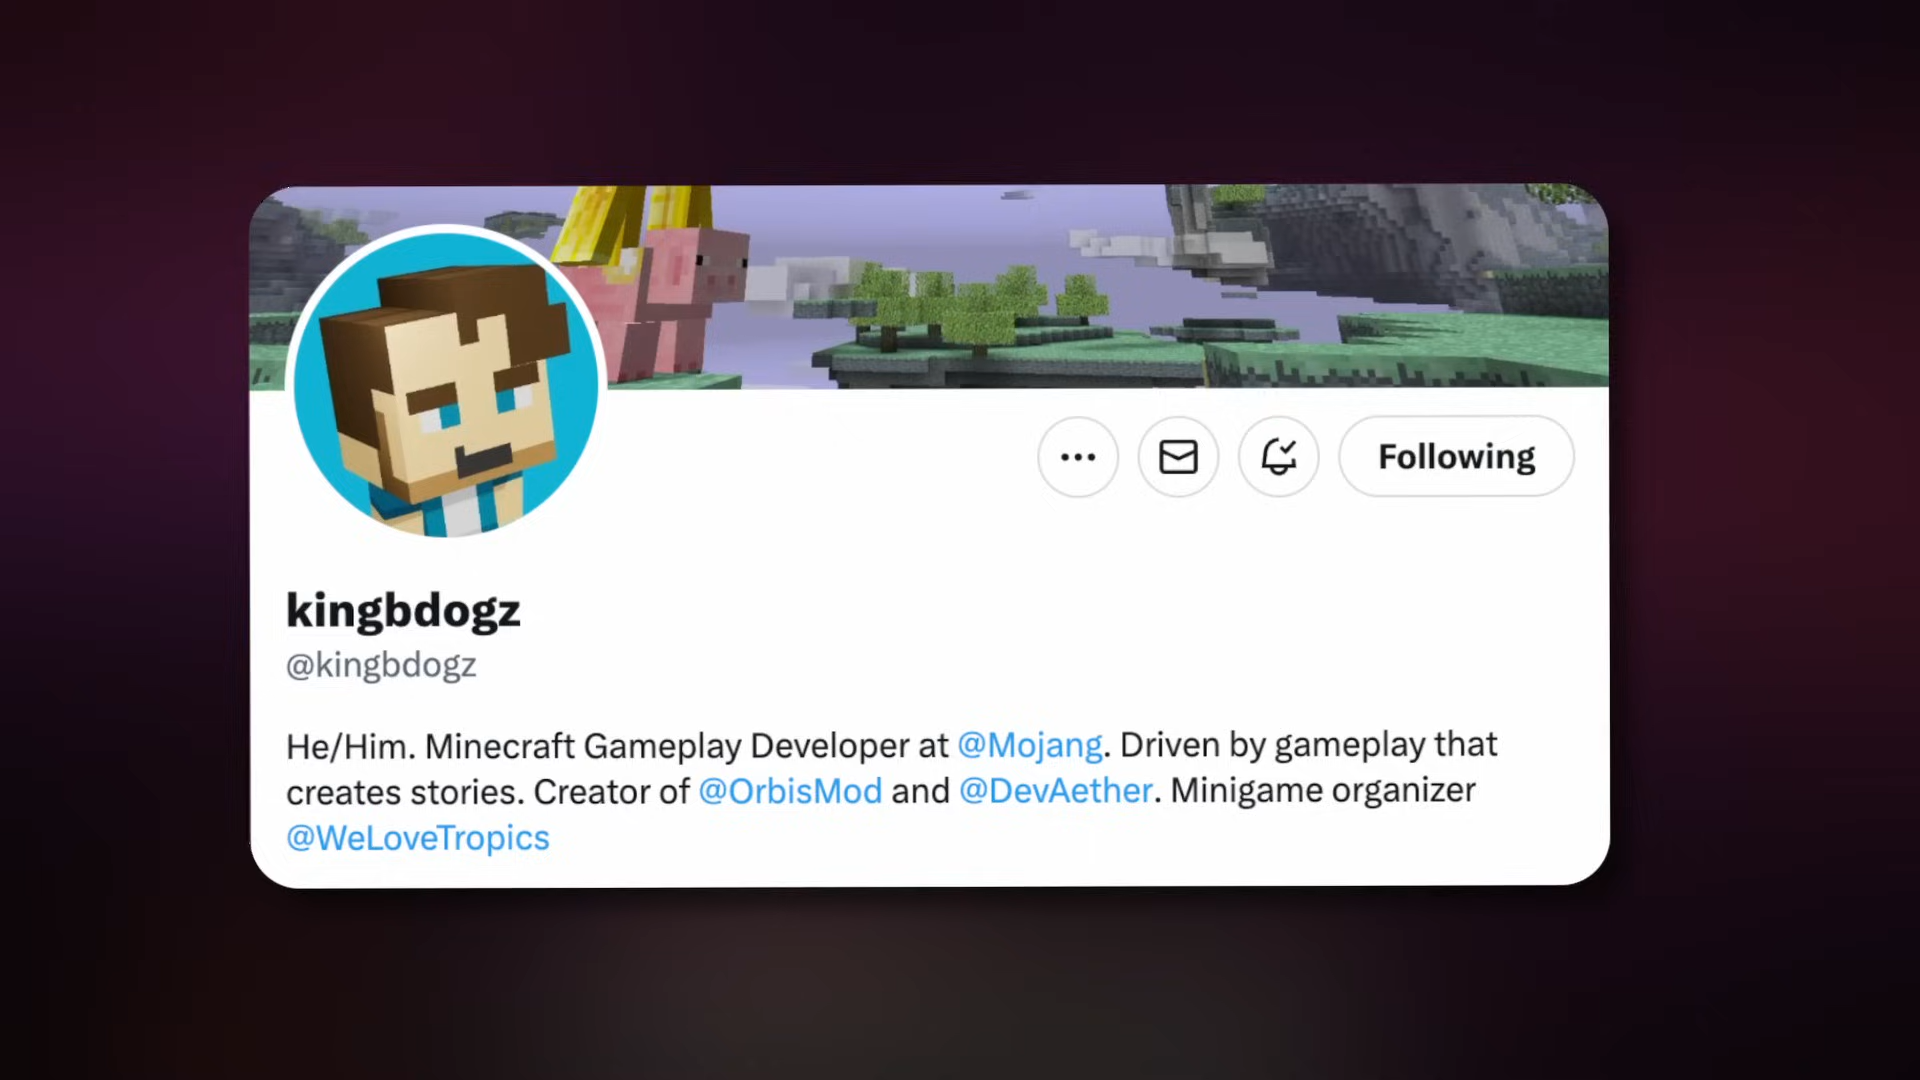 Following
kingbdogz
@kingbdogz
He/Him. Minecraft Gameplay Developer at @Mojang. Driven by gameplay that
creates stories. Creator of @OrbisMod and @DevAether. Minigame organizer
@WeLoveTropics